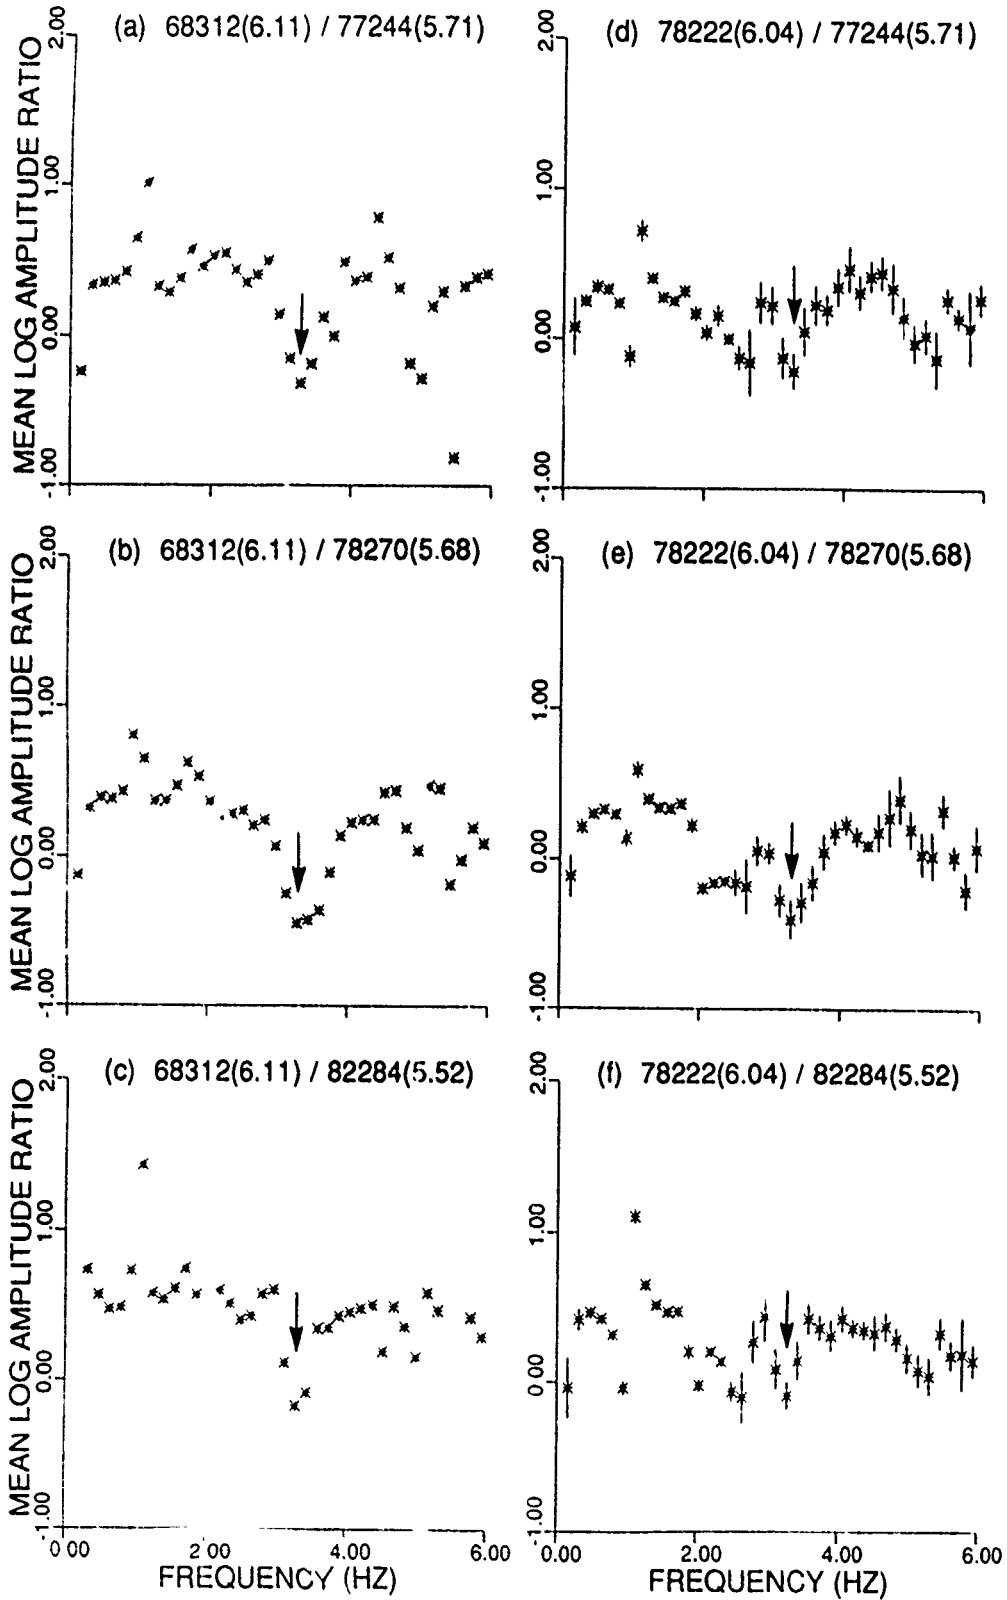 (a) 68312(6.11) / 77244(5.71)
MEAN LOG AMPLITUDE RATIO
2.00
1.00
0.00
-1.00
(d) 78222(6.04) / 77244(5.71)
2.00
1.00
0.00
-1.00
(b) 68312(6.11) / 78270(5.68)
MEAN LOG AMPLITUDE RATIO
2.00
1.00
0.00
-1.00
(e) 78222(6.04) / 78270(5.68)
2.00
1.00
0.00
-1.00
(c) 68312(6.11) / 82284(5.52)
MEAN LOG AMPLITUDE RATIO
2.00
1.00
0.00
-1.00
0 00 2.00 4.00 6.00
FREQUENCY (HZ)
(f) 78222(6.04) / 82284(5.52)
2.00
1.00
0.00
-1.00
0.00 2.00 4.00 6.00
FREQUENCY (HZ)